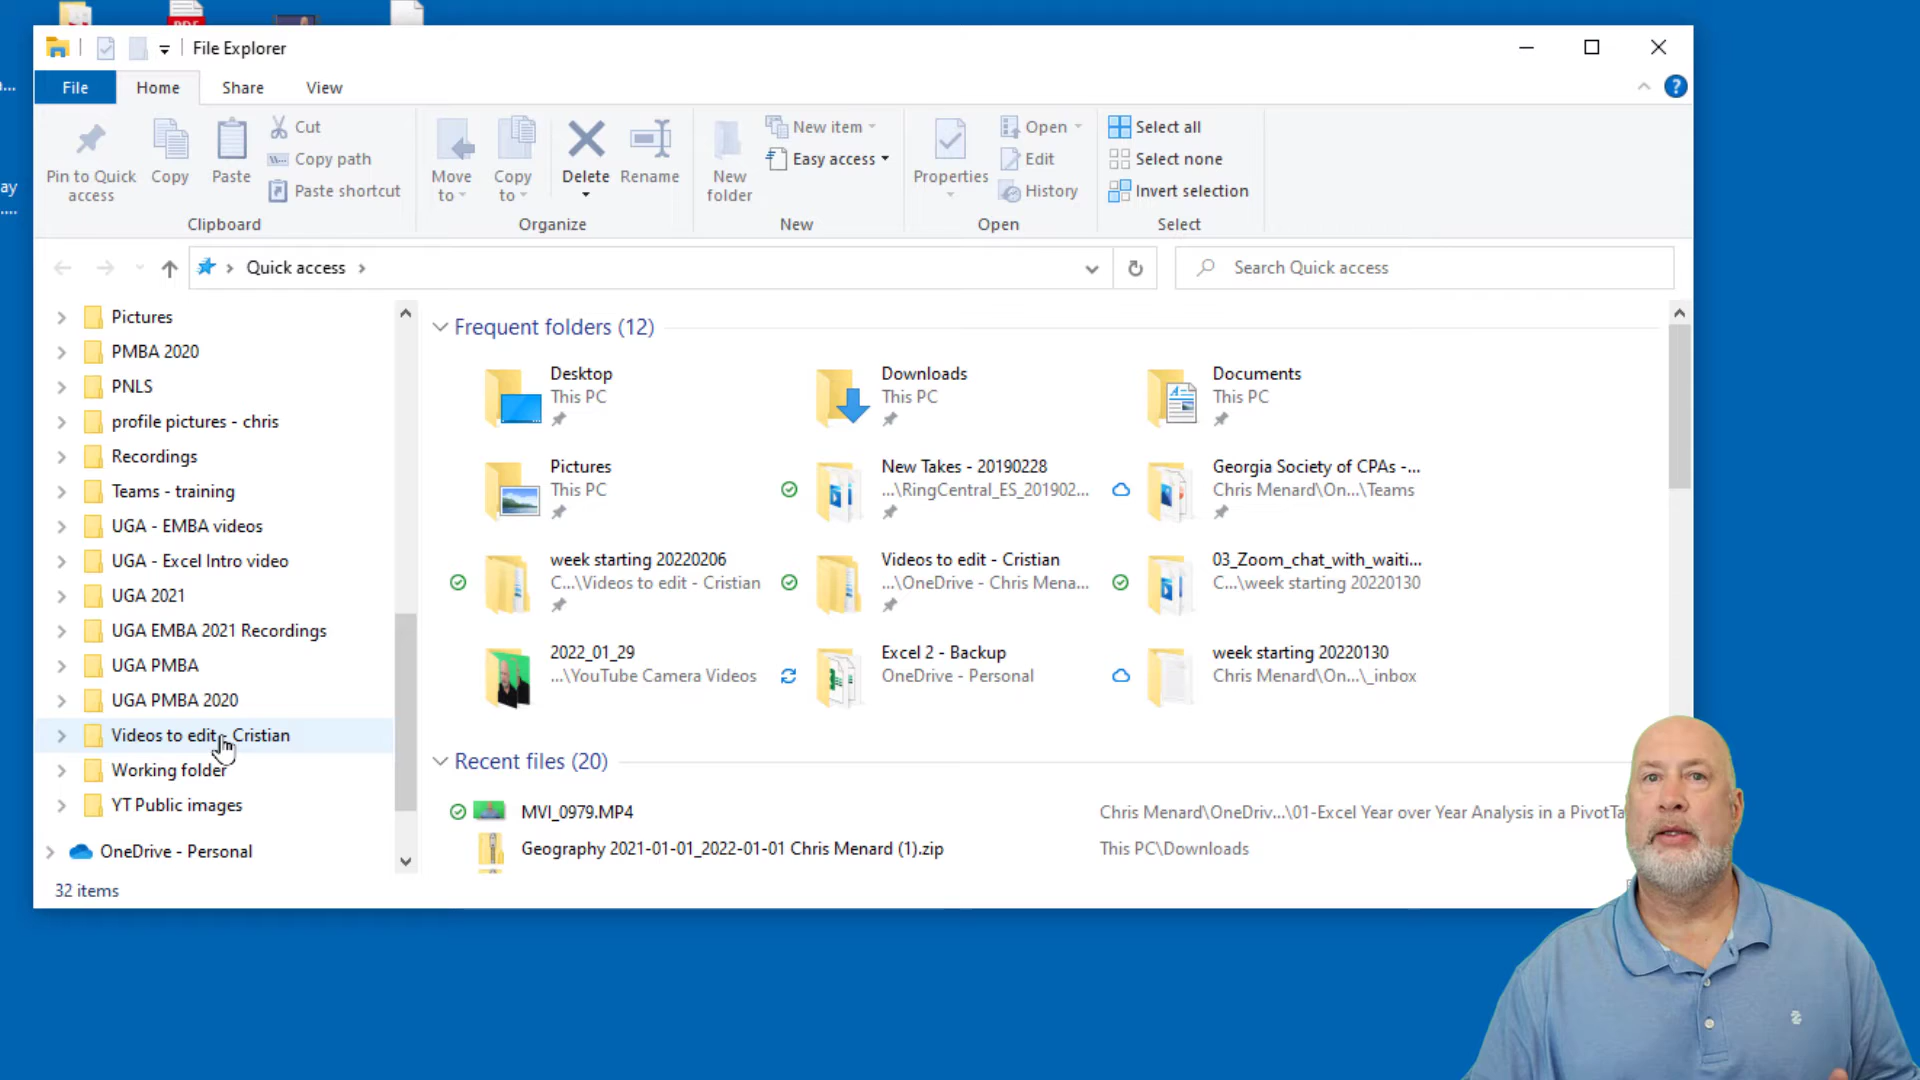 PDF
...
ay
....
File Explorer
File
Home
Share
View
?
Pin to Quick
access
Copy
Paste
Cut
Copy path
Paste shortcut
Clipboard
Move
to
Copy
to
Delete
Rename
Organize
New
folder
New item
Easy access
New
Properties
Open
Edit
History
Open
Select all
Select none
Invert selection
Select
Quick access
Search Quick access
Pictures
PMBA 2020
PNLS
profile pictures - chris
Recordings
Teams - training
UGA - EMBA videos
UGA - Excel Intro video
UGA 2021
UGA EMBA 2021 Recordings
UGA PMBA
UGA PMBA 2020
Videos to edit - Cristian
Working folder
YT Public images
OneDrive - Personal
32 items
Frequent folders (12)
Desktop
This PC
Downloads
This PC
Documents
This PC
Pictures
This PC
New Takes - 20190228
...\RingCentral_ES_201902...
Georgia Society of CPAs -...
Chris Menard\On...\Teams
week starting 20220206
C...\Videos to edit - Cristian
Videos to edit - Cristian
...\OneDrive - Chris Mena...
03_Zoom_chat_with_waiti...
C...\week starting 20220130
2022_01_29
...\YouTube Camera Videos
Excel 2 - Backup
OneDrive - Personal
week starting 20220130
Chris Menard\On...\_inbox
Recent files (20)
MVI_0979.MP4
Chris Menard\OneDriv...\01-Excel Year over Year Analysis in a PivotTa
Geography 2021-01-01_2022-01-01 Chris Menard (1).zip
This PC\Downloads